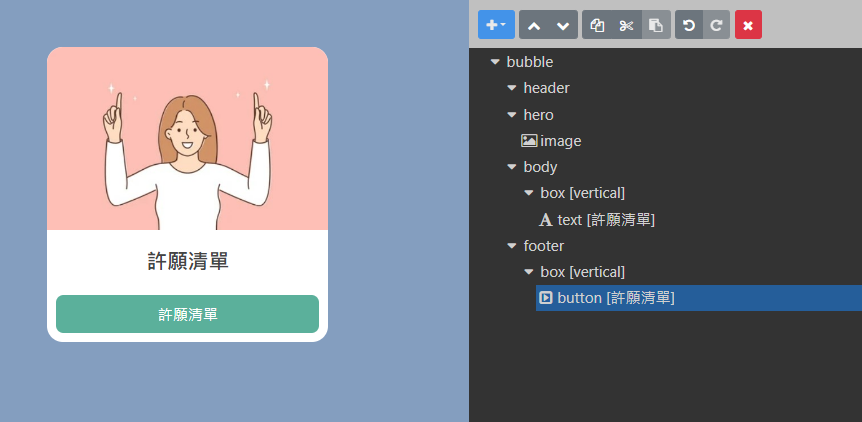 許願清單
許願清單
bubble
header
hero
image
body
box [vertical]
text [許願清單]
footer
box [vertical]
button [許願清單]